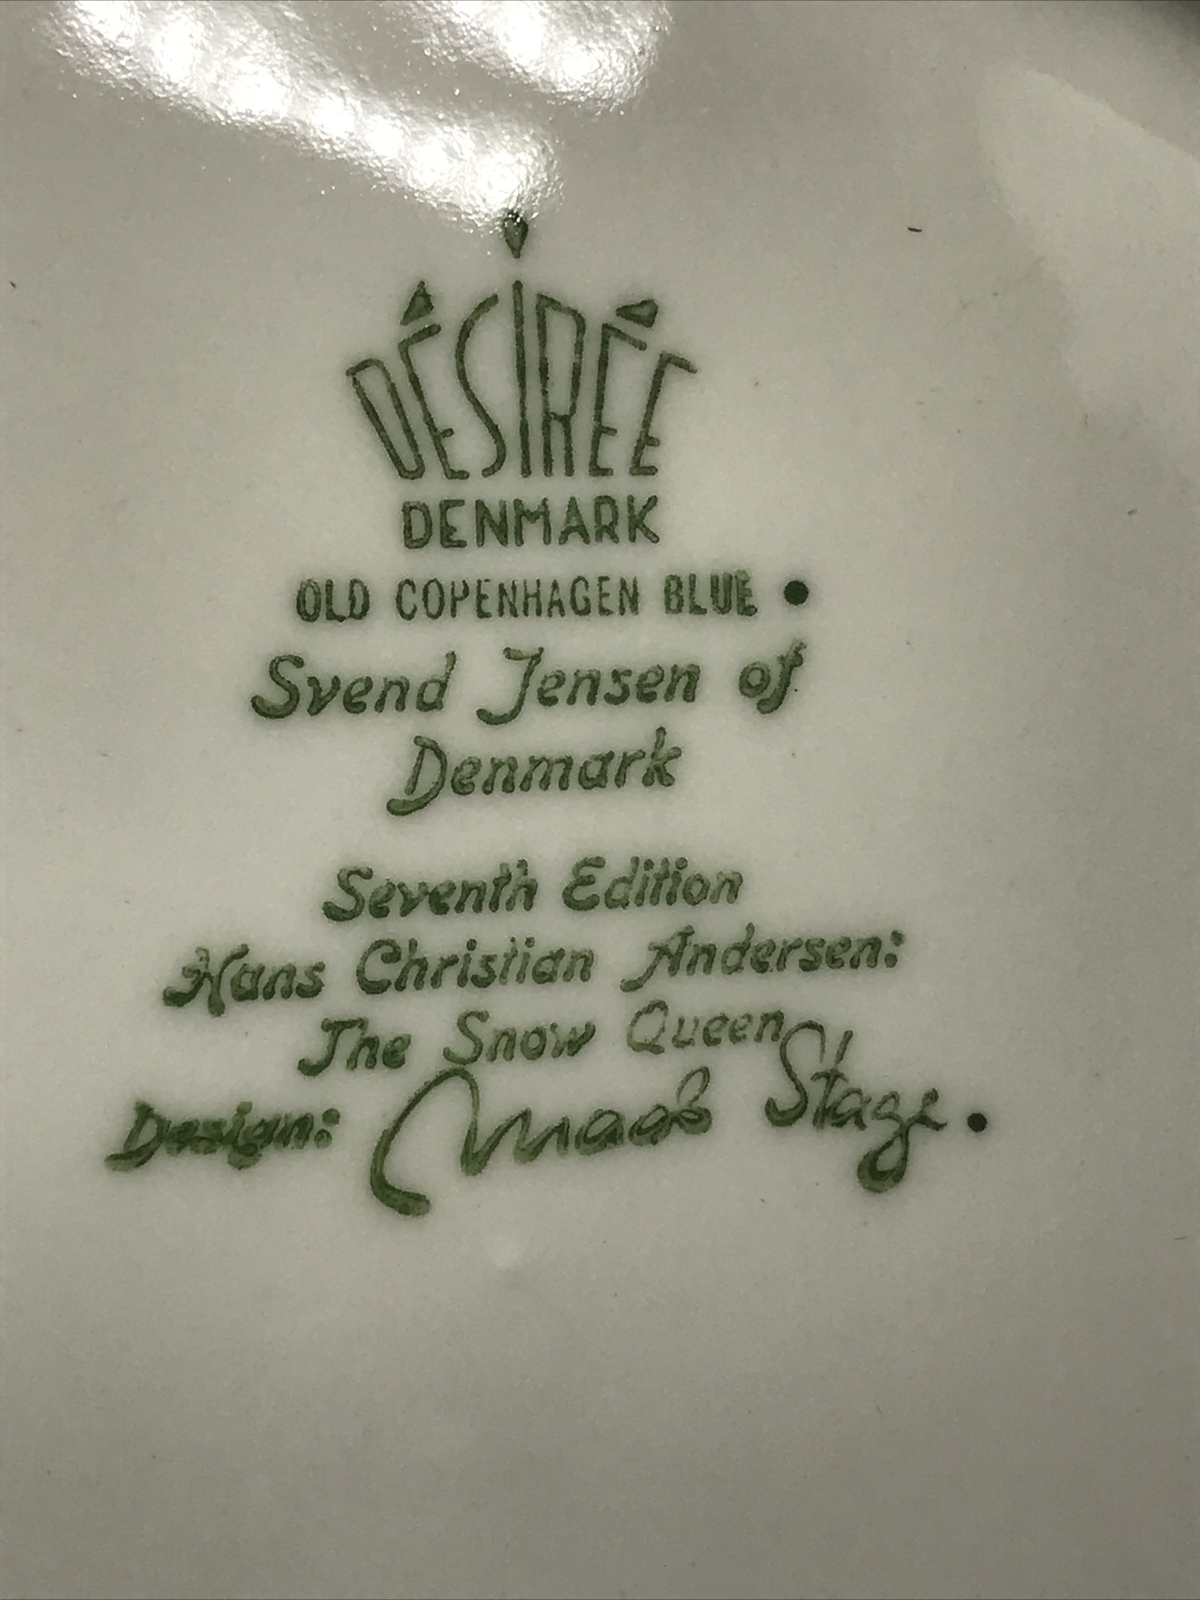 DÉSIRÉE
DENMARK
OLD COPENHAGEN BLUE •
Svend Jensen of
Denmark
Seventh Edition
Hans Christian Andersen:
The Snow Queen
Design: Mads Stage.